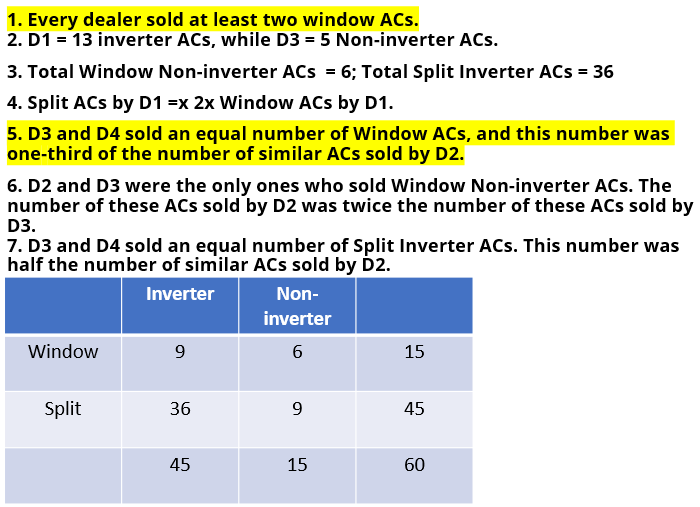 1. Every dealer sold at least two window ACs.
2. D1 = 13 inverter ACs, while D3 = 5 Non-inverter ACs.
3. Total Window Non-inverter ACs = 6; Total Split Inverter ACs = 36
4. Split ACs by D1 =x 2x Window ACs by D1.
5. D3 and D4 sold an equal number of Window ACs, and this number was
one-third of the number of similar ACs sold by D2.
6. D2 and D3 were the only ones who sold Window Non-inverter ACs. The
number of these ACs sold by D2 was twice the number of these ACs sold by
D3.
7. D3 and D4 sold an equal number of Split Inverter ACs. This number was
half the number of similar ACs sold by D2.
Inverter Non-
inverter
Window 9 6 15
Split 36 9 45
45 15 60